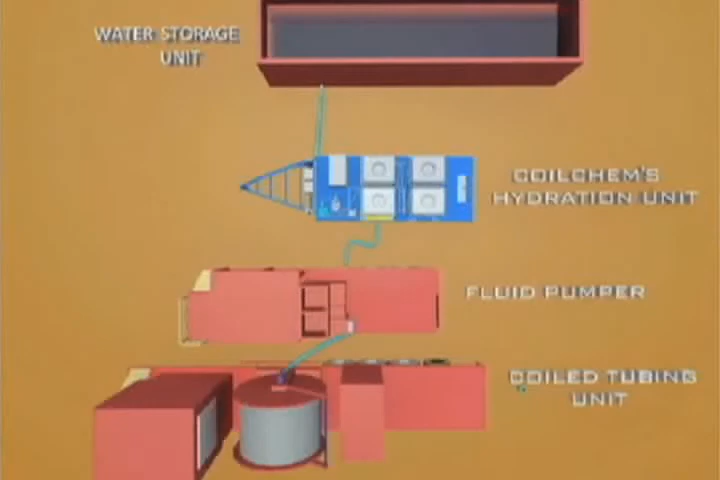 WATER STORAGE
UNIT
COILCHEM'S
HYDRATION UNIT
FLUID PUMPER
COILED TUBING
UNIT